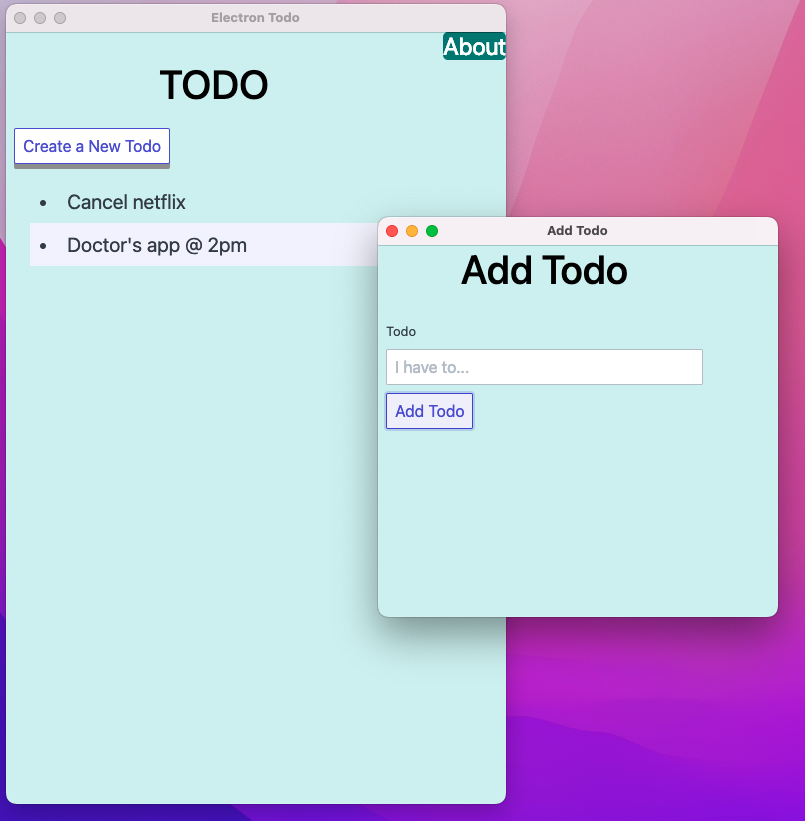 Electron Todo
About
TODO
Create a New Todo
Cancel netflix
Doctor's app @ 2pm
Add Todo
Add Todo
Todo
I have to...
Add Todo